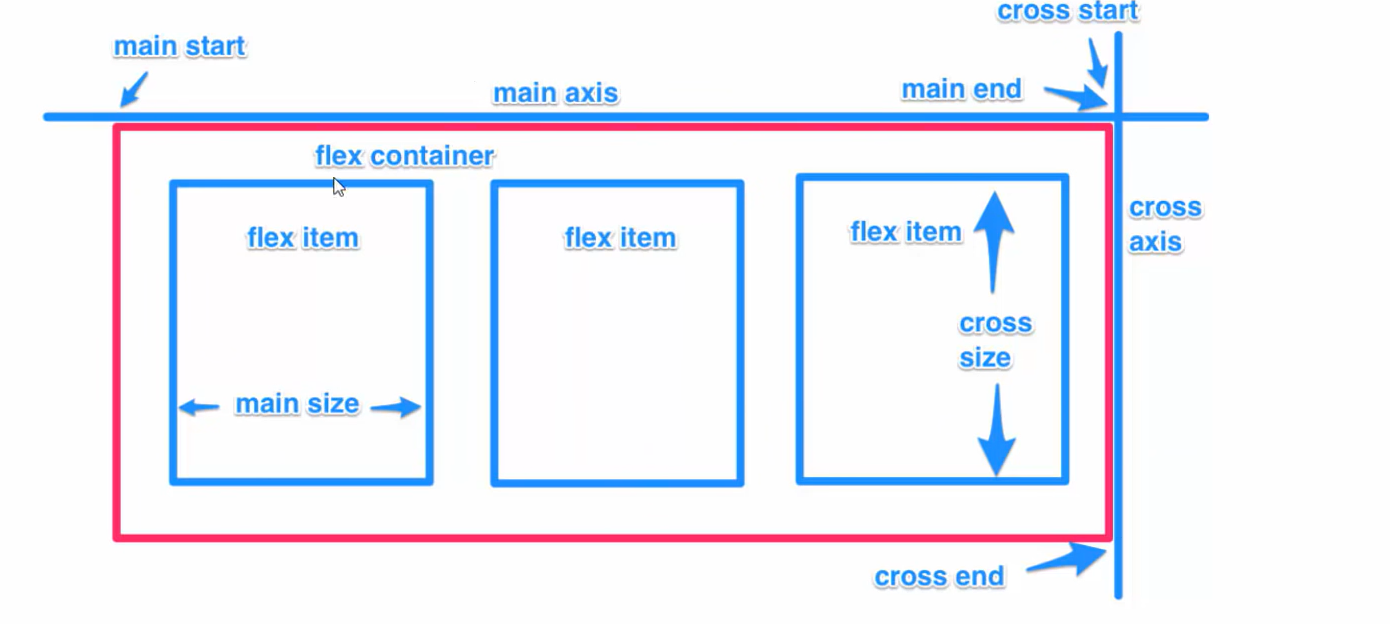 cross start
main start
main axis
main end
flex container
cross
axis
flex item
flex item
flex item
cross
size
main size
cross end